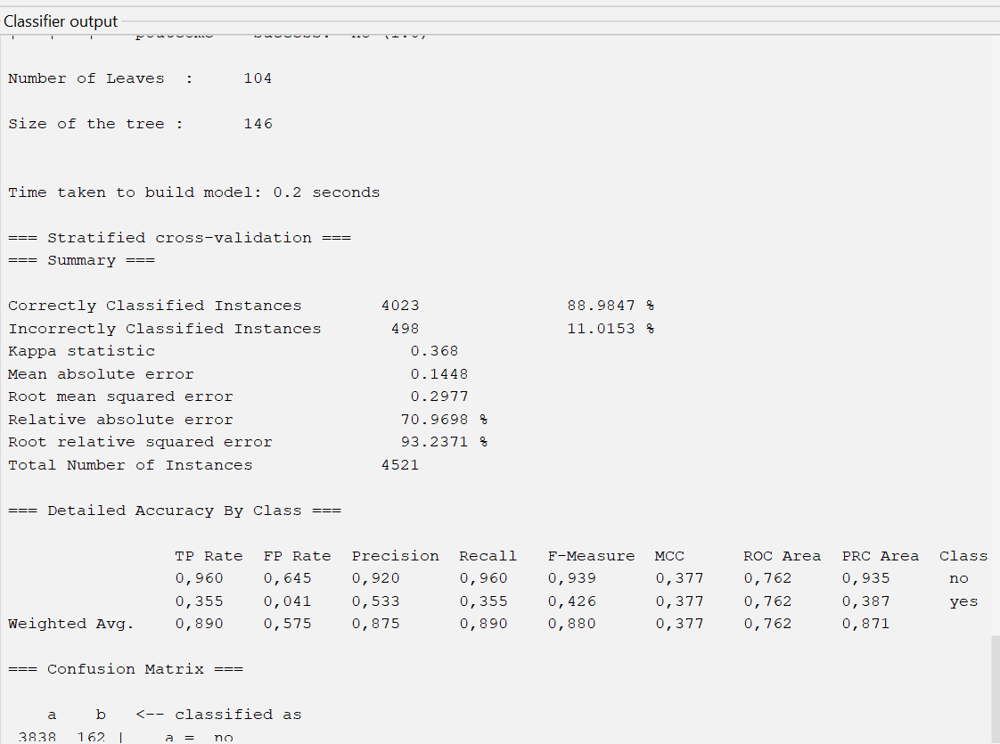 Classifier output
Number of Leaves  :     104
Size of the tree :      146
Time taken to build model: 0.2 seconds
=== Stratified cross-validation ===
=== Summary ===
Correctly Classified Instances        4023               88.9847 %
Incorrectly Classified Instances       498               11.0153 %
Kappa statistic                          0.368
Mean absolute error                      0.1448
Root mean squared error                  0.2977
Relative absolute error                 70.9698 %
Root relative squared error             93.2371 %
Total Number of Instances             4521
=== Detailed Accuracy By Class ===
                 TP Rate  FP Rate  Precision  Recall   F-Measure  MCC      ROC Area  PRC Area  Class
                 0,960    0,645    0,920      0,960    0,939      0,377    0,762     0,935     no
                 0,355    0,041    0,533      0,355    0,426      0,377    0,762     0,387     yes
Weighted Avg.    0,890    0,575    0,875      0,890    0,880      0,377    0,762     0,871
=== Confusion Matrix ===
    a    b   <-- classified as
 3838  162 |    a =  no